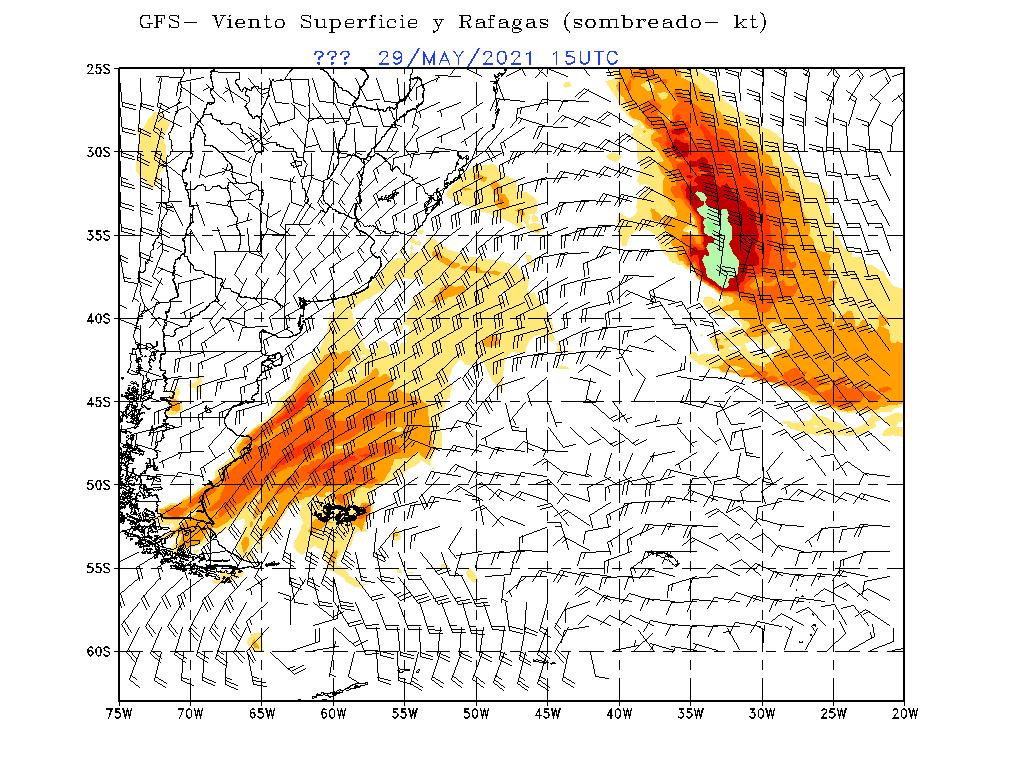 GFS− Viento Superficie y Rafagas (sombreado− kt)
??? 29/MAY/2021 15UTC
25S
30S
35S
40S
45S
50S
55S
60S
75W 70W 65W 60W 55W 50W 45W 40W 35W 30W 25W 20W